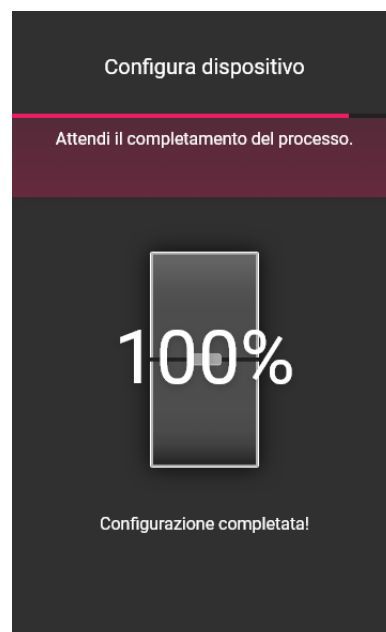 Configura dispositivo
Attendi il completamento del processo.
100%
Configurazione completata!